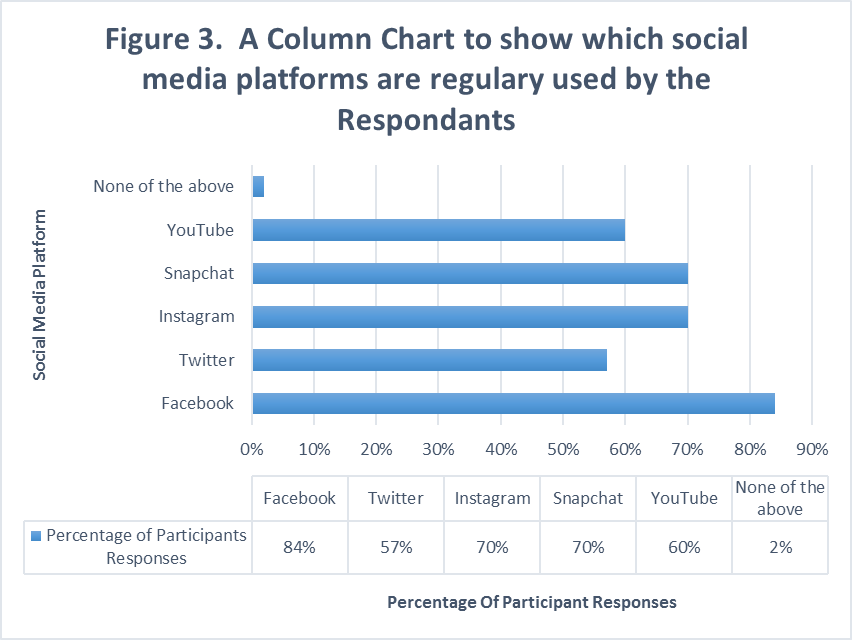 Figure 3.  A Column Chart to show which social
media platforms are regulary used by the
Respondants
Social Media Platform
None of the above
YouTube
Snapchat
Instagram
Twitter
Facebook
0% 10% 20% 30% 40% 50% 60% 70% 80% 90%
Facebook Twitter Instagram Snapchat YouTube None of the
above
Percentage of Participants
Responses
84% 57% 70% 70% 60% 2%
Percentage Of Participant Responses